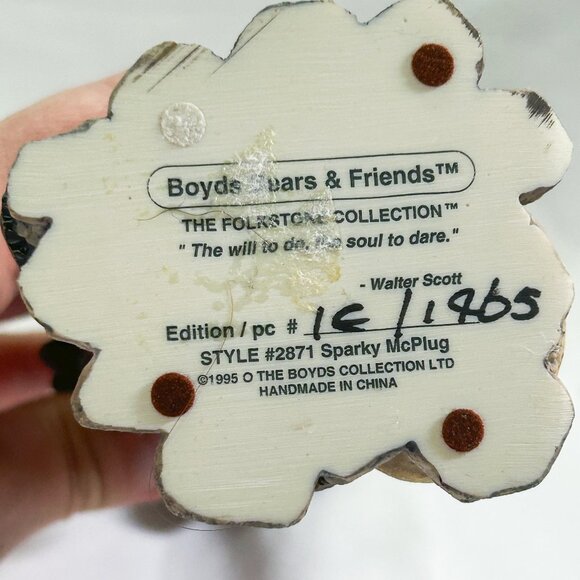 Boyds Bears & Friends™
THE FOLKSTONE COLLECTION™
" The will to do, the soul to dare."
- Walter Scott
Edition / pc # 1E/1965
STYLE #2871 Sparky McPlug
©1995 O THE BOYDS COLLECTION LTD
HANDMADE IN CHINA